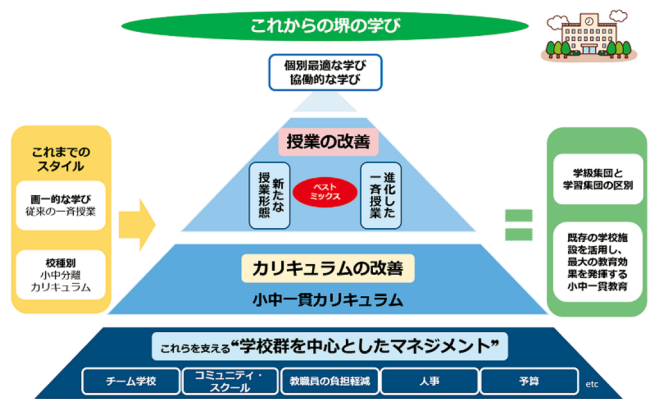 これからの堺の学び
個別最適な学び
協働的な学び
授業の改善
新たな
授業形態
ベスト
ミックス
進化した
一斉授業
これまでの
スタイル
画一的な学び
従来の一斉授業
校種別
小中分離
カリキュラム
学級集団と
学習集団の区別
既存の学校施
設を活用し、
最大の教育効
果を発揮する
小中一貫教育
カリキュラムの改善
小中一貫カリキュラム
これらを支える“学校群を中心としたマネジメント”
チーム学校
コミュニティ・
スクール
教職員の負担軽減
人事
予算
etc